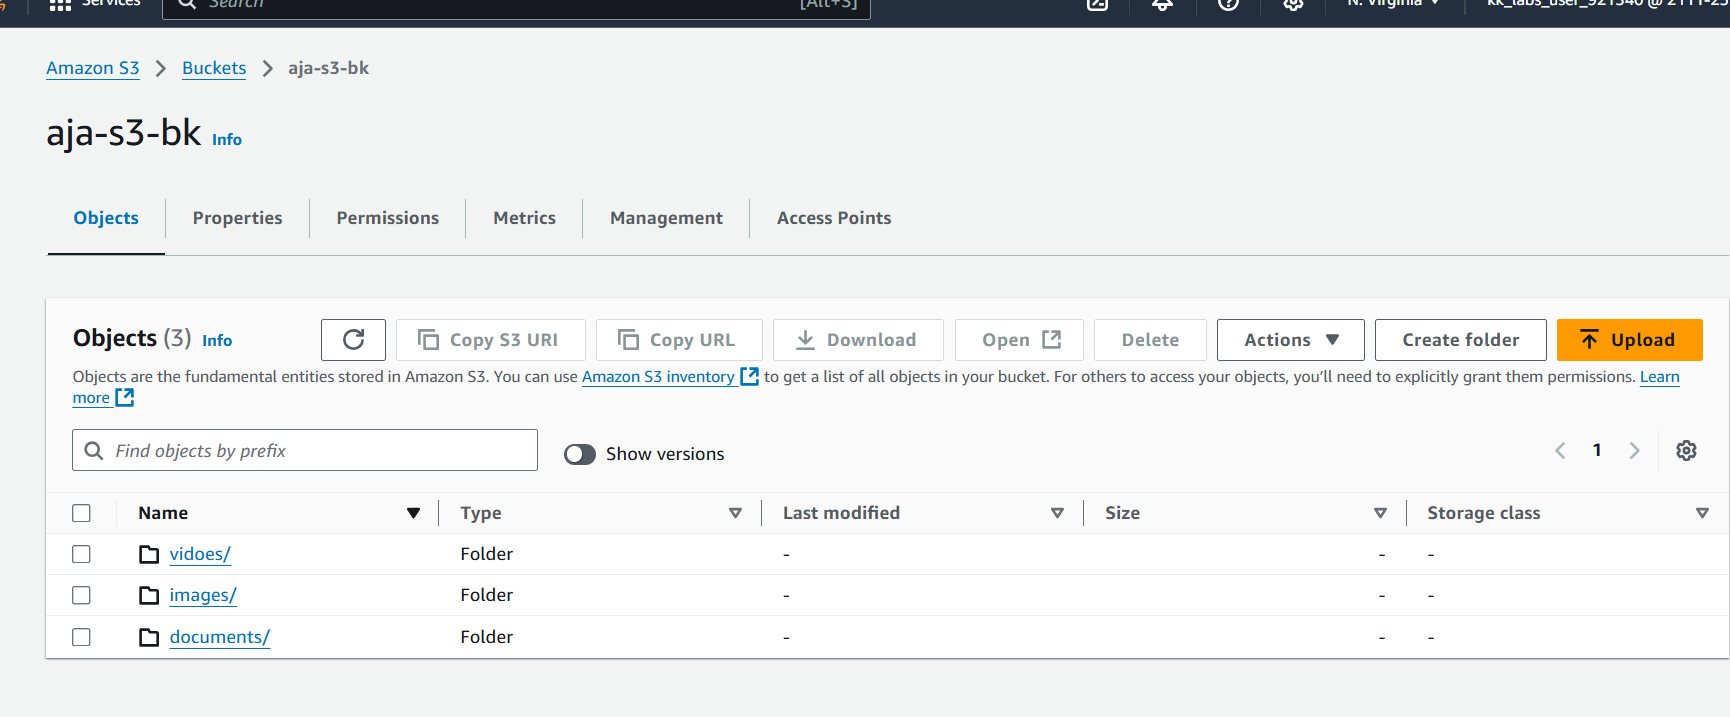 Services Search [Alt+S] N. Virginia kk_labs_user_921340 @ 2111-25
Amazon S3 Buckets aja-s3-bk
aja-s3-bk Info
Objects Properties Permissions Metrics Management Access Points
Objects (3) Info Copy S3 URI Copy URL Download Open Delete Actions Create folder Upload
Objects are the fundamental entities stored in Amazon S3. You can use Amazon S3 inventory to get a list of all objects in your bucket. For others to access your objects, you’ll need to explicitly grant them permissions. Learn
more
Find objects by prefix Show versions 1
Name Type Last modified Size Storage class
vidoes/ Folder - - -
images/ Folder - - -
documents/ Folder - - -